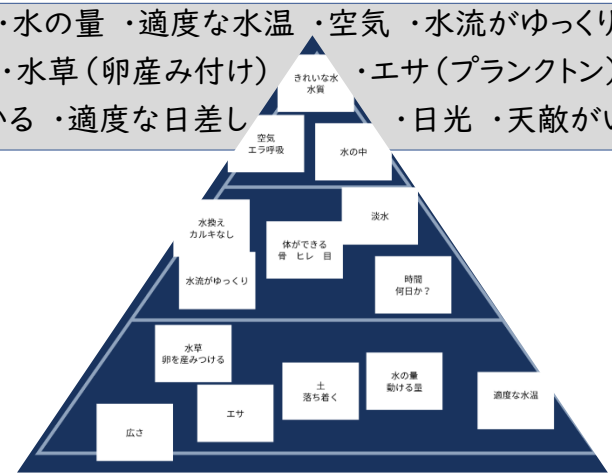 ・水の量 ・適度な水温 ・空気 ・水流がゆっくり
・水草(卵産み付け) ・エサ(プランクトン)
いる ・適度な日差し ・日光 ・天敵がい
きれいな水
水質
空気
エラ呼吸
水の中
水換え
カルキなし
体ができる
骨 ヒレ 目
淡水
水流がゆっくり
時間
何日か？
水草
卵を産みつける
広さ
エサ
土
落ち着く
水の量
動ける量
適度な水温